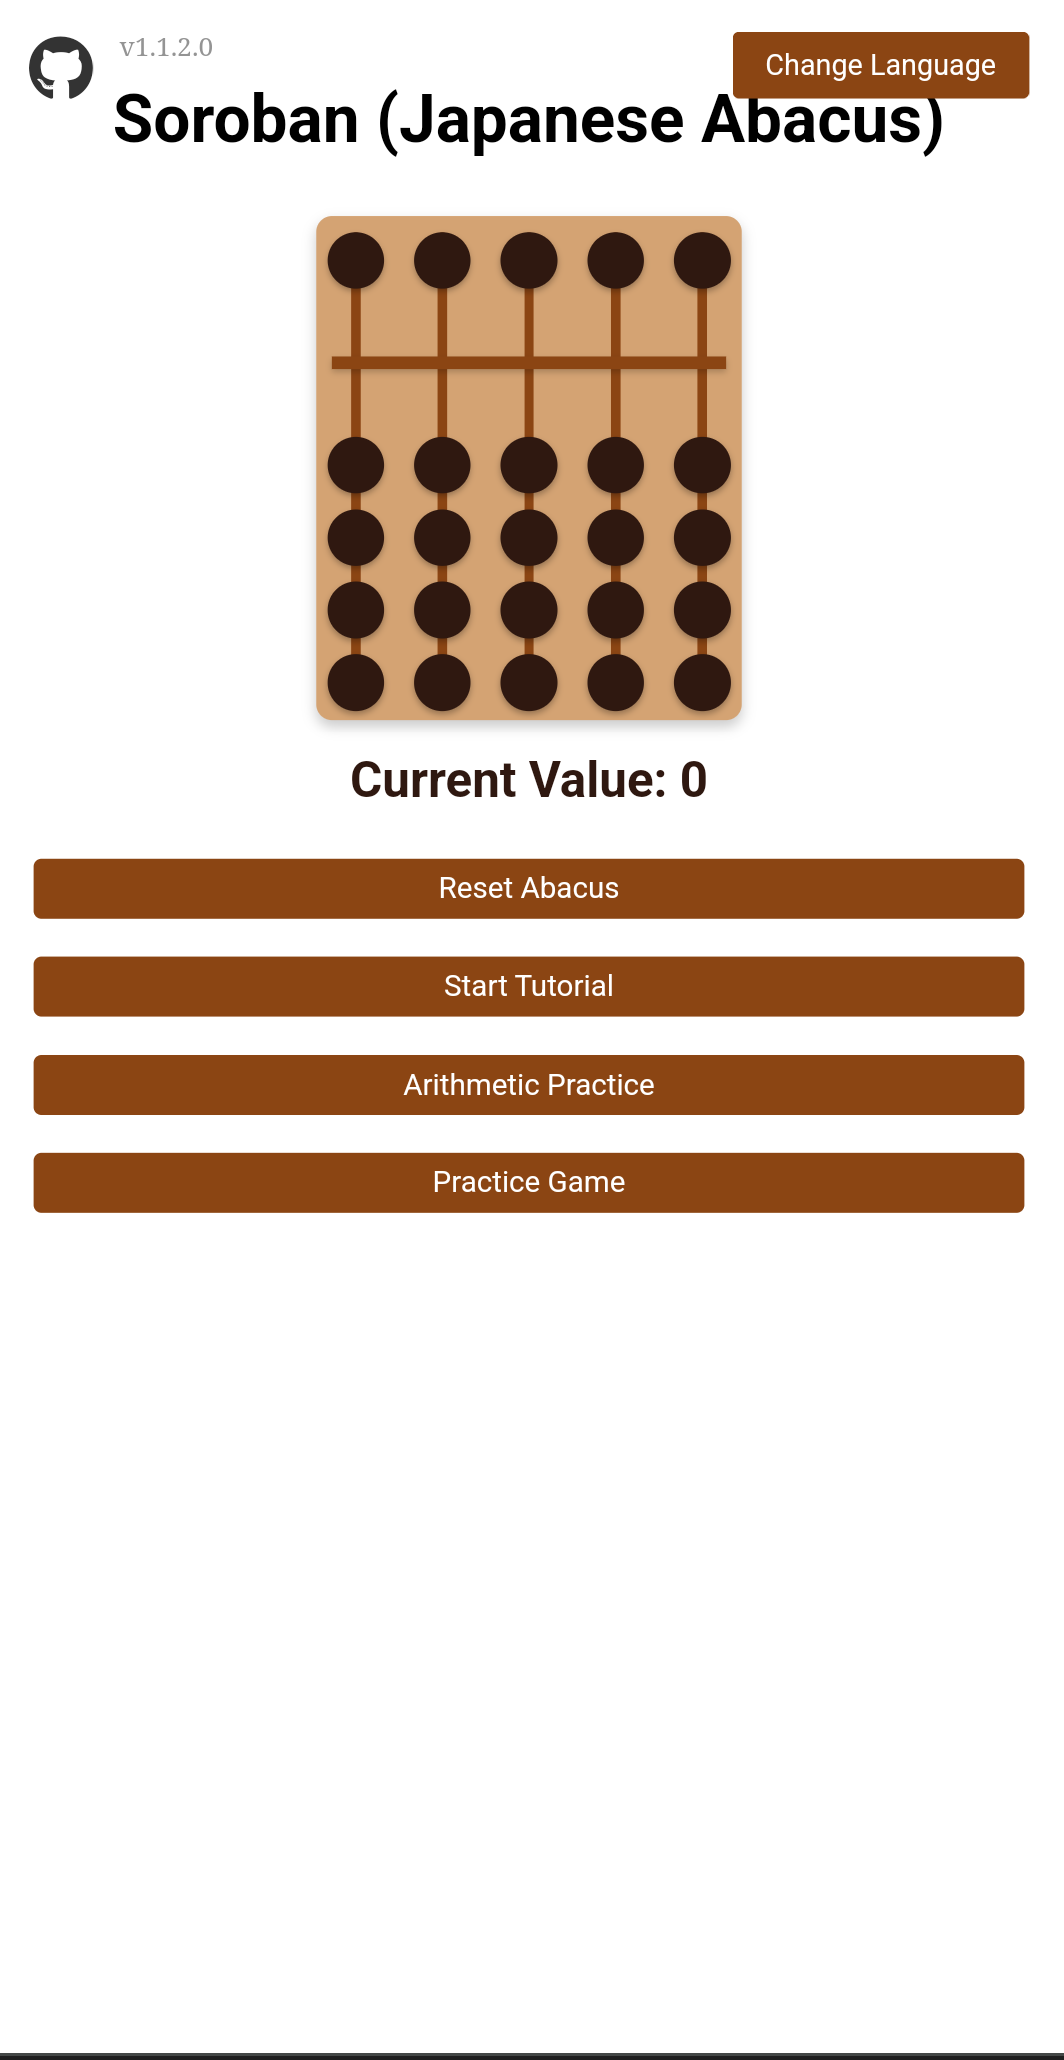 v1.1.2.0
Change Language
Soroban (Japanese Abacus)
Current Value: 0
Reset Abacus
Start Tutorial
Arithmetic Practice
Practice Game